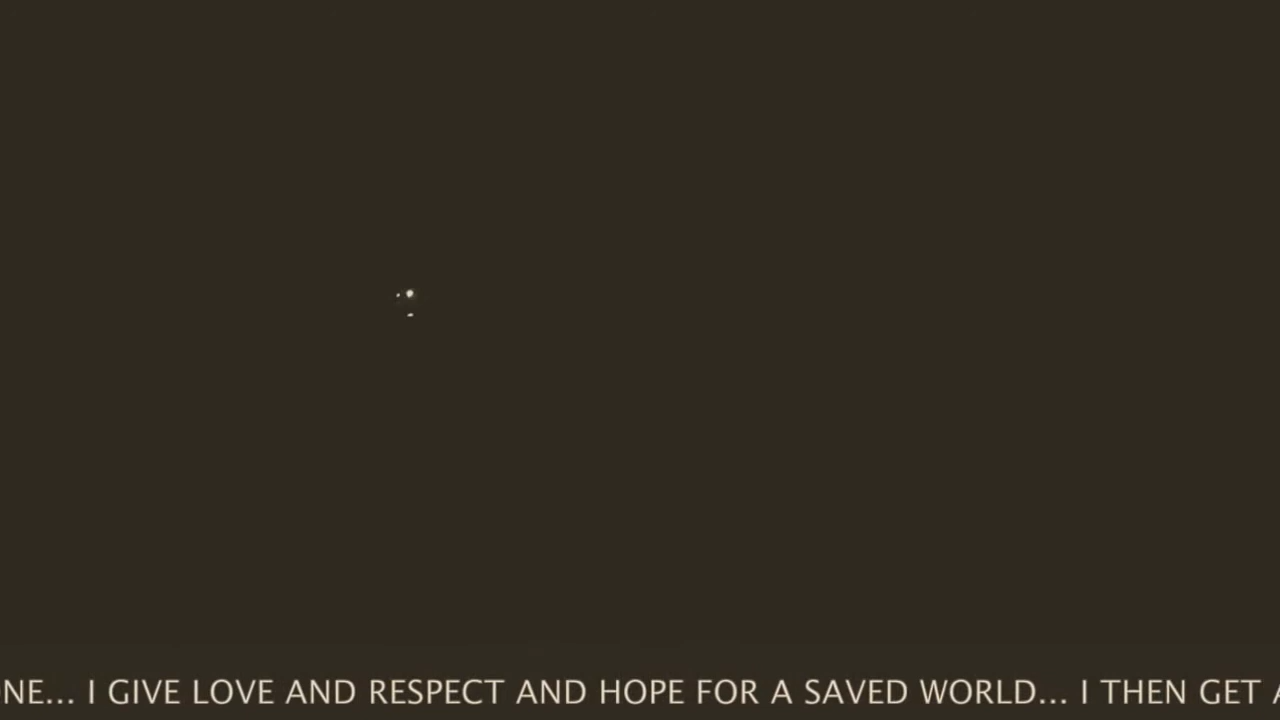 NE... I GIVE LOVE AND RESPECT AND HOPE FOR A SAVED WORLD... I THEN GET